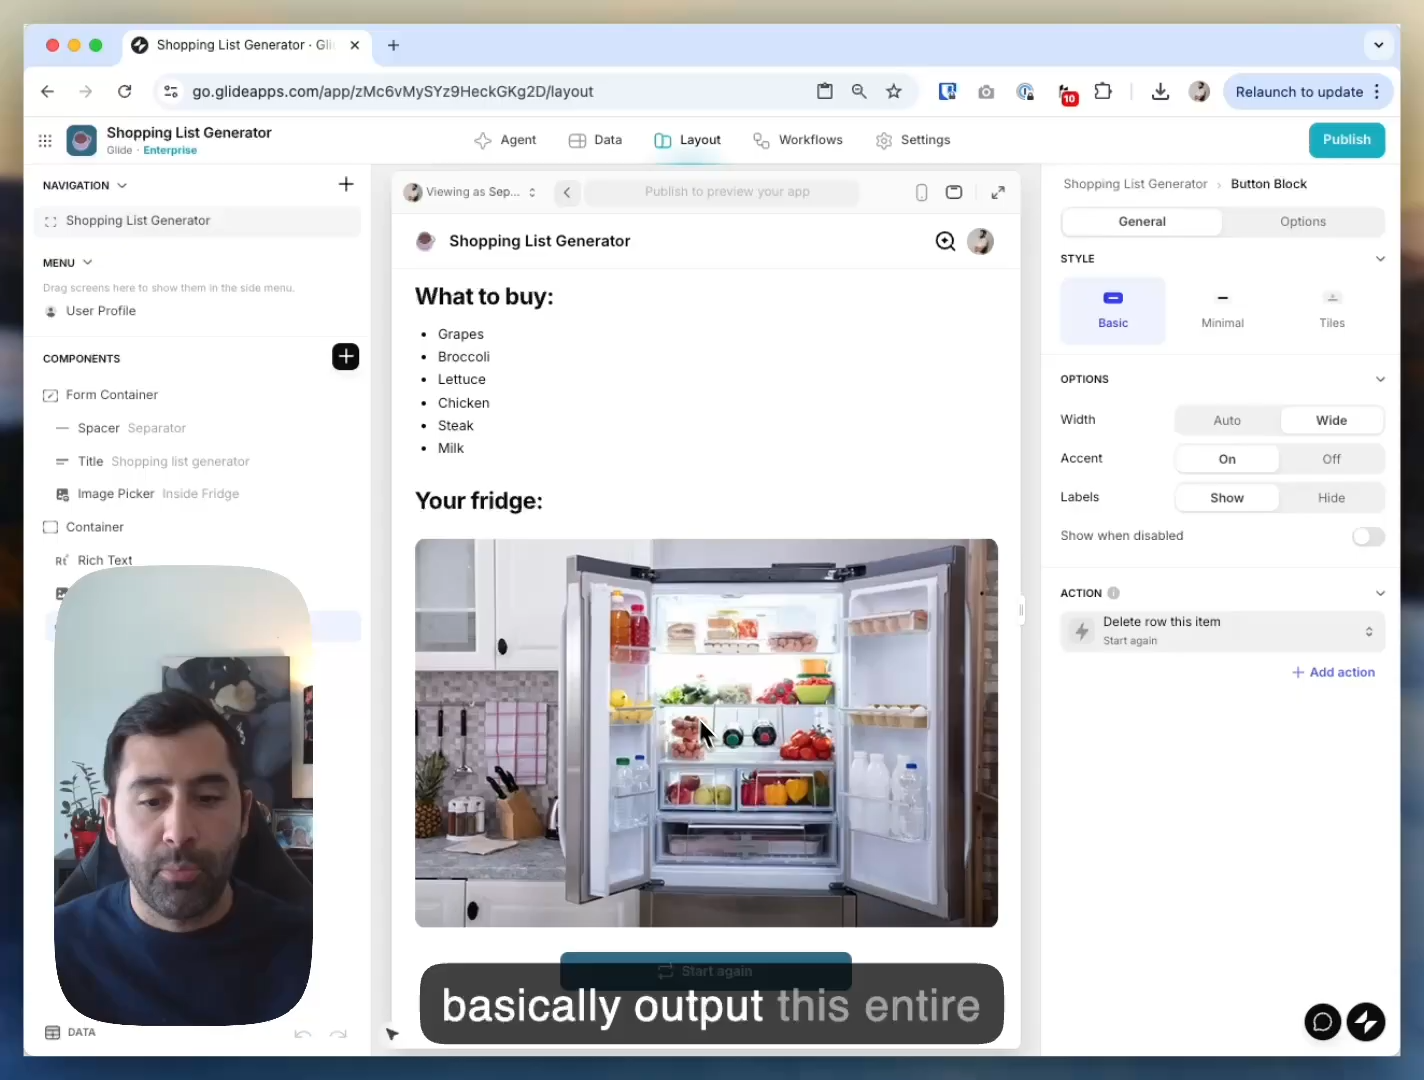 Shopping List Generator · Gli
go.glideapps.com/app/zMc6vMySYz9HeckGKg2D/layout
10
Relaunch to update
Shopping List Generator
Glide · Enterprise
Agent
Data
Layout
Workflows
Settings
Publish
NAVIGATION
Shopping List Generator
MENU
Drag screens here to show them in the side menu.
User Profile
COMPONENTS
Form Container
Spacer Separator
Title Shopping list generator
Image Picker Inside Fridge
Container
Rich Text
DATA
Viewing as Sep...
Publish to preview your app
Shopping List Generator
What to buy:
• Grapes
• Broccoli
• Lettuce
• Chicken
• Steak
• Milk
Your fridge:
Start again
basically output this entire
Shopping List Generator › Button Block
General
Options
STYLE
Basic
Minimal
Tiles
OPTIONS
Width
Auto
Wide
Accent
On
Off
Labels
Show
Hide
Show when disabled
ACTION
Delete row this item
Start again
+ Add action